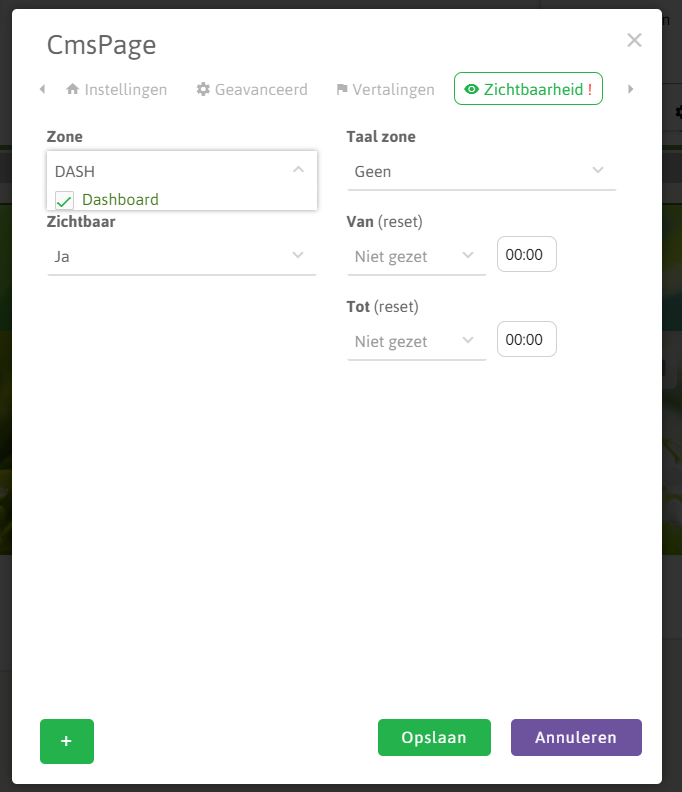 CmsPage
Instellingen Geavanceerd Vertalingen Zichtbaarheid !
Zone
DASH
Dashboard
Zichtbaar
Ja
Taal zone
Geen
Van (reset)
Niet gezet 00:00
Tot (reset)
Niet gezet 00:00
+ Opslaan Annuleren